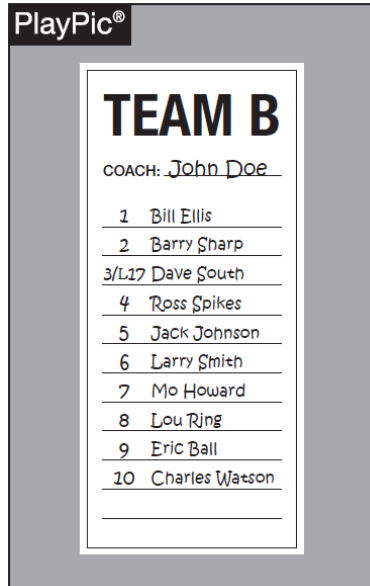 PlayPic®
TEAM B
COACH: John Doe
1 Bill Ellis
2 Barry Sharp
3/L17 Dave South
4 Ross Spikes
5 Jack Johnson
6 Larry Smith
7 Mo Howard
8 Lou Ring
9 Eric Ball
10 Charles Watson